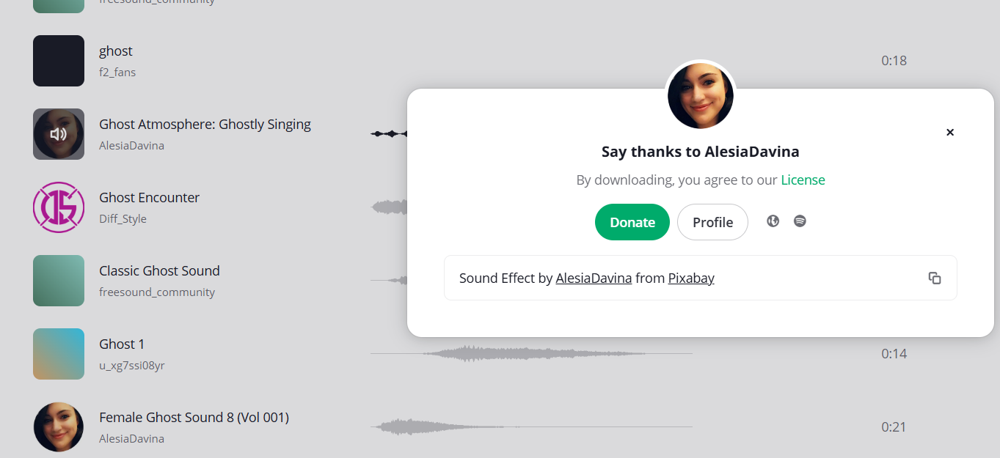 freesound_community
ghost
f2_fans
0:18
Ghost Atmosphere: Ghostly Singing
AlesiaDavina
Ghost Encounter
Diff_Style
Classic Ghost Sound
freesound_community
Ghost 1
u_xg7ssi08yr
0:14
Female Ghost Sound 8 (Vol 001)
AlesiaDavina
0:21
Say thanks to AlesiaDavina
By downloading, you agree to our License
Donate Profile
Sound Effect by AlesiaDavina from Pixabay